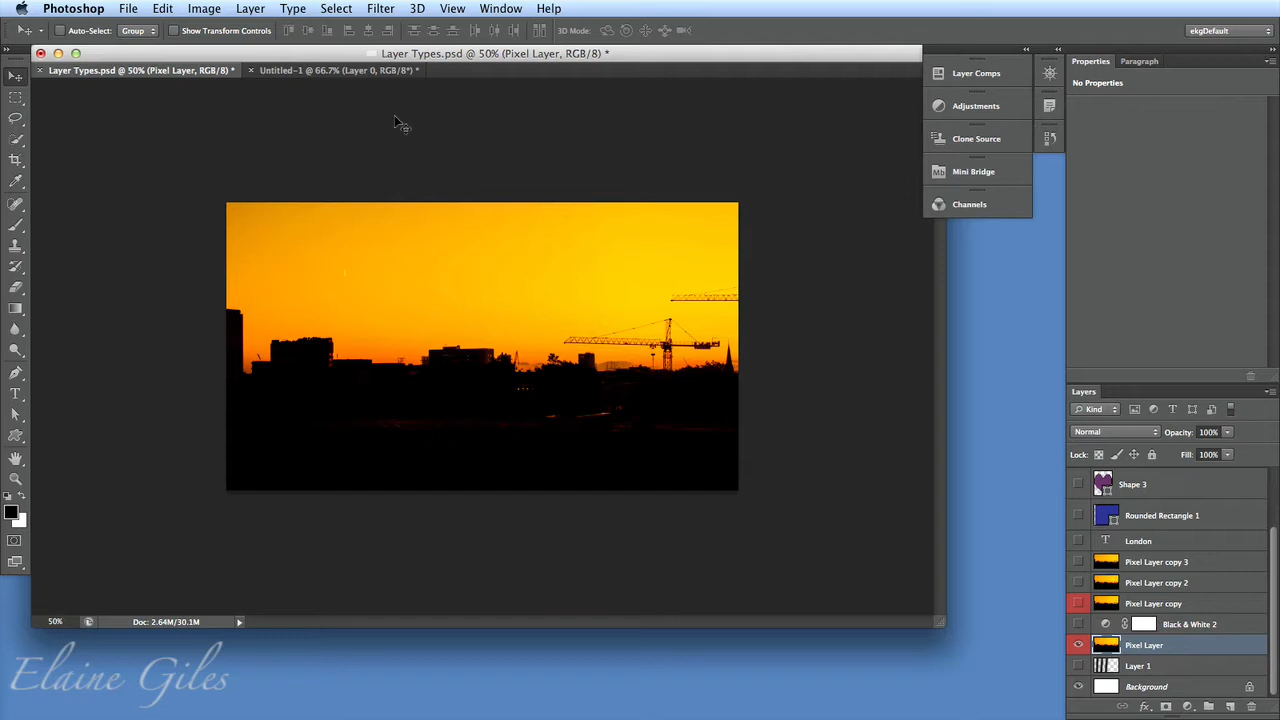 Photoshop File Edit Image Layer Type Select Filter 3D View Window Help
Auto-Select: Group Show Transform Controls 3D Mode: ekgDefault
Layer Types.psd @ 50% (Pixel Layer, RGB/8) *
Layer Types.psd @ 50% (Pixel Layer, RGB/8) * Untitled-1 @ 66.7% (Layer 0, RGB/8*) *
Layer Comps
Adjustments
Clone Source
Mb Mini Bridge
Channels
Properties Paragraph
No Properties
Layers
Kind
Normal Opacity: 100%
Lock: Fill: 100%
Shape 3
Rounded Rectangle 1
T London
Pixel Layer copy 3
Pixel Layer copy 2
Pixel Layer copy
Black & White 2
Pixel Layer
Layer 1
Background
fx
50% Doc: 2.64M/30.1M
Elaine Giles